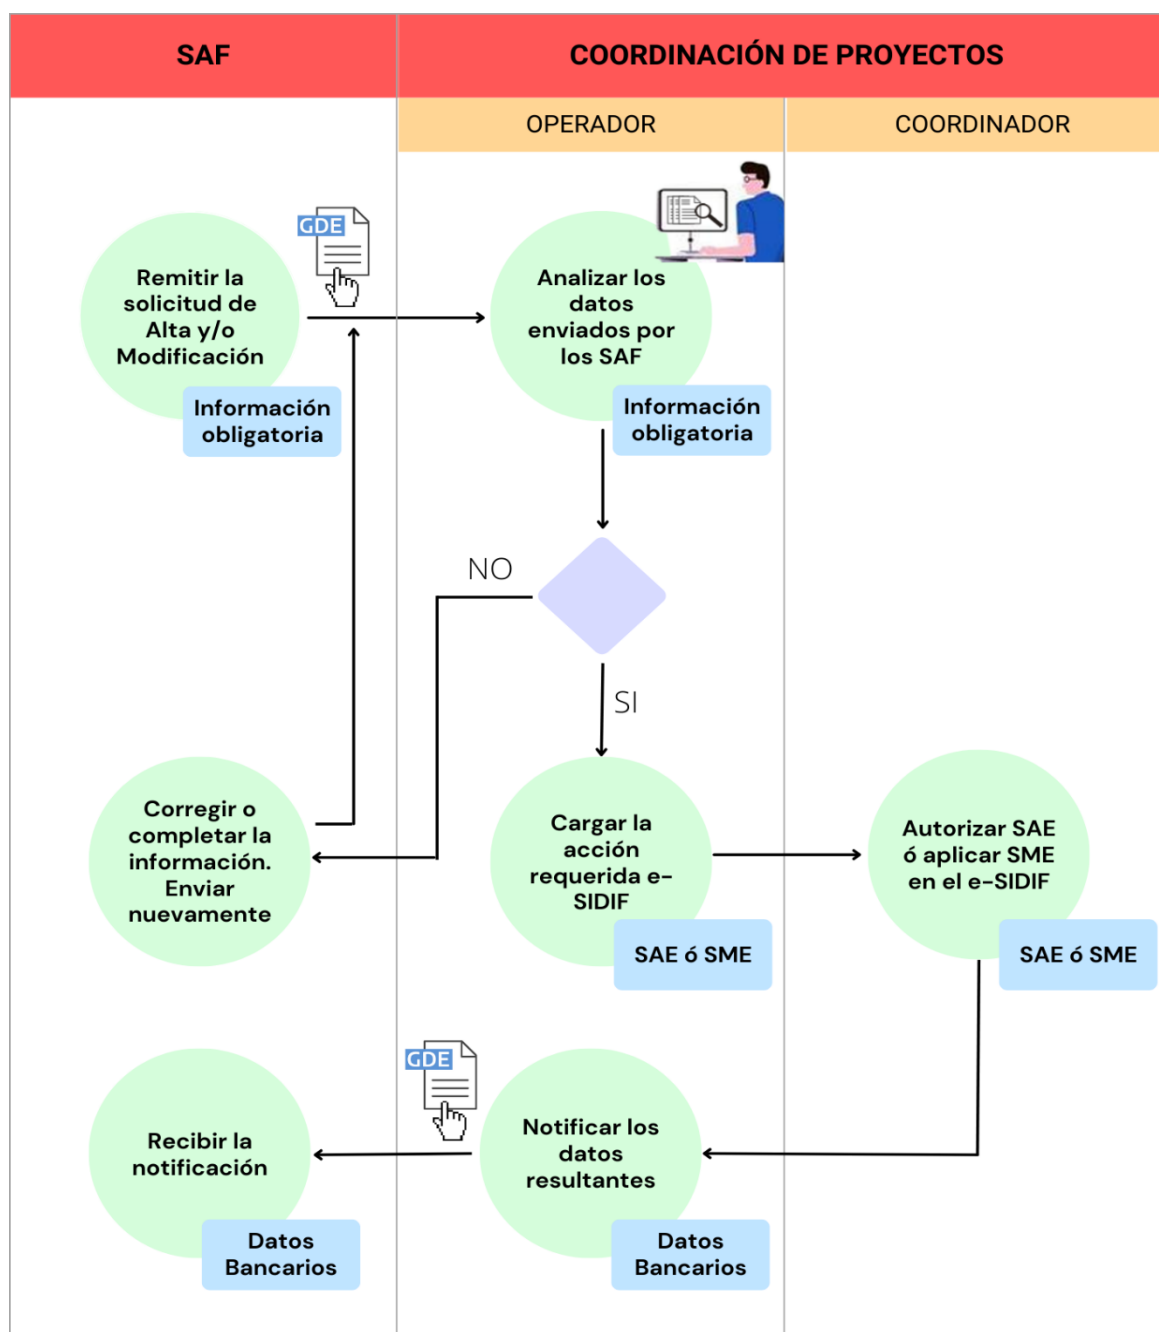 SAF
COORDINACIÓN DE PROYECTOS
OPERADOR
COORDINADOR
GDE
Remitir la
solicitud de
Alta y/o
Modificación
Información
obligatoria
Analizar los
datos
enviados por
los SAF
Información
obligatoria
NO
SI
Corregir o
completar la
información.
Enviar
nuevamente
Cargar la
acción
requerida e-
SIDIF
SAE ó SME
Autorizar SAE
ó aplicar SME
en el e-SIDIF
SAE ó SME
GDE
Recibir la
notificación
Datos
Bancarios
Notificar los
datos
resultantes
Datos
Bancarios